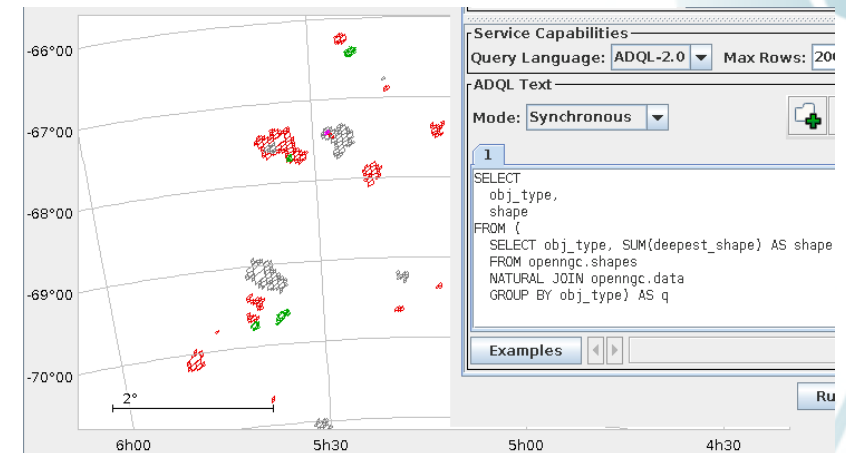 -66°00
-67°00
-68°00
-69°00
-70°00
2°
6h00
5h30
5h00
4h30
Service Capabilities
Query Language: ADQL-2.0 Max Rows:
ADQL Text
Mode: Synchronous
1
SELECT
obj_type,
shape
FROM (
SELECT obj_type, SUM(deepest_shape) AS shape
FROM openngc.shapes
NATURAL JOIN openngc.data
GROUP BY obj_type) AS q
Examples